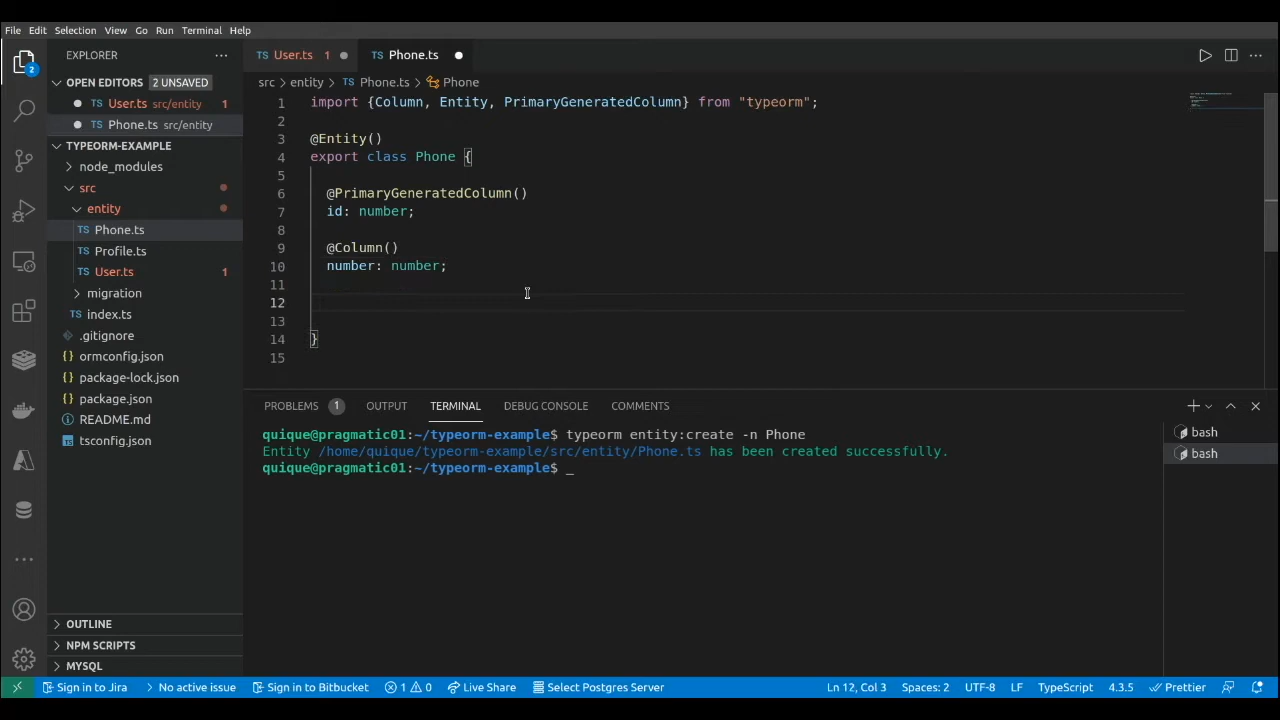 File Edit Selection View Go Run Terminal Help
EXPLORER ···
OPEN EDITORS 2 UNSAVED
TS User.ts src/entity 1
TS Phone.ts src/entity
TYPEORM-EXAMPLE
node_modules
src
entity
TS Phone.ts
TS Profile.ts
TS User.ts 1
migration
TS index.ts
.gitignore
{} ormconfig.json
{} package-lock.json
{} package.json
README.md
tsconfig.json
OUTLINE
NPM SCRIPTS
MYSQL
2
TS User.ts 1 TS Phone.ts
src > entity > TS Phone.ts > Phone
1 import {Column, Entity, PrimaryGeneratedColumn} from "typeorm";
2
3 @Entity()
4 export class Phone {
5
6 @PrimaryGeneratedColumn()
7 id: number;
8
9 @Column()
10 number: number;
11
12
13
14 }
15
PROBLEMS 1 OUTPUT TERMINAL DEBUG CONSOLE COMMENTS
quique@pragmatic01:~/typeorm-example$ typeorm entity:create -n Phone
Entity /home/quique/typeorm-example/src/entity/Phone.ts has been created successfully.
quique@pragmatic01:~/typeorm-example$ _
bash
bash
Sign in to Jira No active issue Sign in to Bitbucket 1 0 Live Share Select Postgres Server Ln 12, Col 3 Spaces: 2 UTF-8 LF TypeScript 4.3.5 Prettier